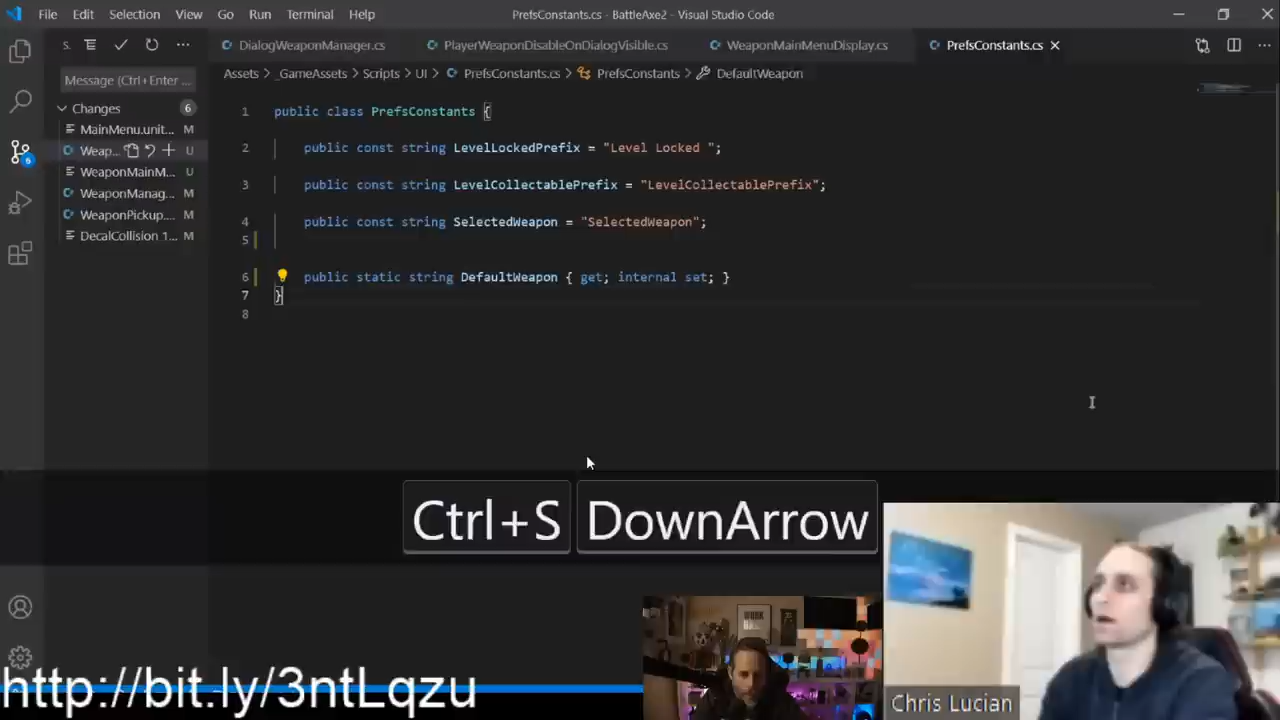 File Edit Selection View Go Run Terminal Help
PrefsConstants.cs - BattleAxe2 - Visual Studio Code
S.
DialogWeaponManager.cs PlayerWeaponDisableOnDialogVisible.cs WeaponMainMenuDisplay.cs PrefsConstants.cs
Message (Ctrl+Enter ...
Assets > _GameAssets > Scripts > UI > PrefsConstants.cs > PrefsConstants > DefaultWeapon
Changes 6
MainMenu.unit... M
Weap... U
WeaponMainM... U
WeaponManag... M
WeaponPickup.... M
DecalCollision 1... M
6
1 public class PrefsConstants {
2 public const string LevelLockedPrefix = "Level Locked ";
3 public const string LevelCollectablePrefix = "LevelCollectablePrefix";
4 public const string SelectedWeapon = "SelectedWeapon";
5
6 public static string DefaultWeapon { get; internal set; }
7 }
8
Ctrl+S DownArrow
WORK
Chris Lucian
http://bit.ly/3ntLqzu